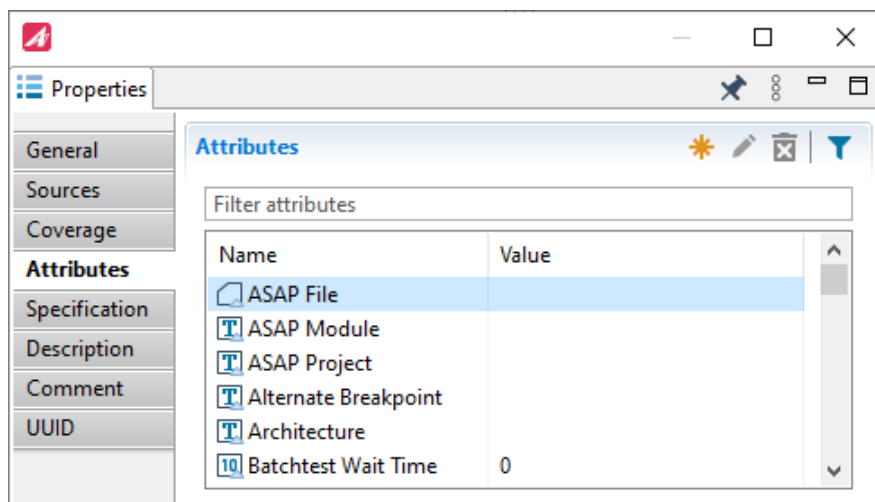 Properties
General
Sources
Coverage
Attributes
Specification
Description
Comment
UUID
Attributes
Filter attributes
Name Value
ASAP File
ASAP Module
ASAP Project
Alternate Breakpoint
Architecture
Batchtest Wait Time 0